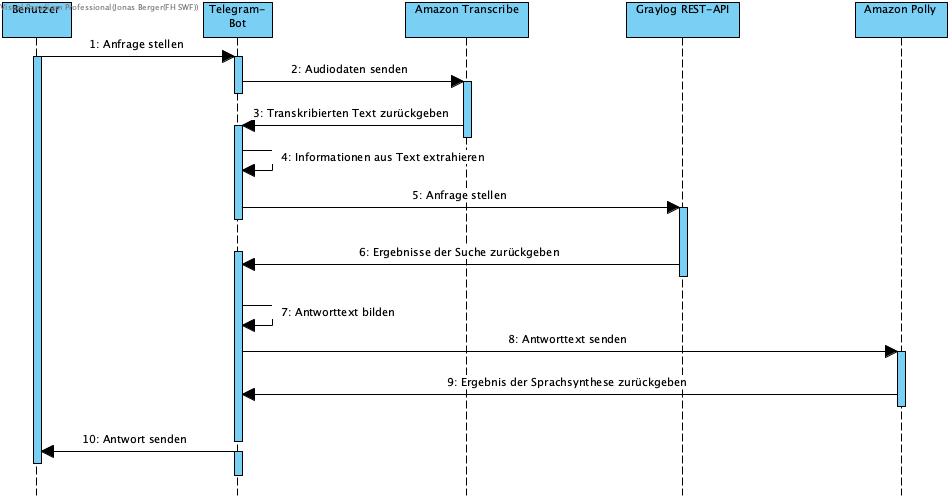 Professional(Jonas Berger(FH SWF))
Benutzer
Telegram-
Bot
Amazon Transcribe
Graylog REST-API
Amazon Polly
1: Anfrage stellen
2: Audiodaten senden
3: Transkribierten Text zurückgeben
4: Informationen aus Text extrahieren
5: Anfrage stellen
6: Ergebnisse der Suche zurückgeben
7: Antworttext bilden
8: Antworttext senden
9: Ergebnis der Sprachsynthese zurückgeben
10: Antwort senden